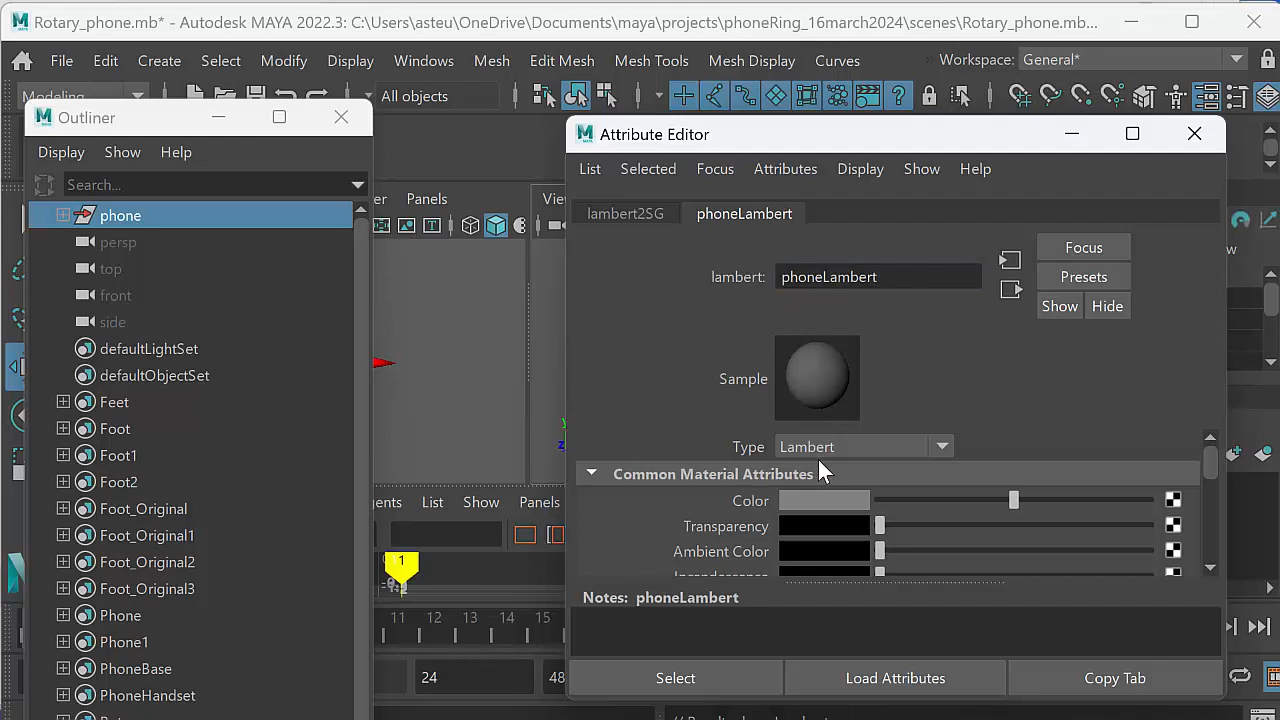 Rotary_phone.mb* - Autodesk MAYA 2022.3: C:\Users\astbu\OneDrive\Documents\maya\projects\phoneRing_16march2024\scenes\Rotary_phone.mb...
File Edit Create Select Modify Display Windows Mesh Edit Mesh Mesh Tools Mesh Display Curves Workspace: General*
Modeling All objects
Outliner
Display Show Help
Search...
phone
persp
top
front
side
defaultLightSet
defaultObjectSet
Feet
Foot
Foot1
Foot2
Foot_Original
Foot_Original1
Foot_Original2
Foot_Original3
Phone
Phone1
PhoneBase
PhoneHandset
Panels
List Select
1
11 12 13 14 15
24 48
Attribute Editor
List Selected Focus Attributes Display Show Help
lambert2SG phoneLambert
lambert: phoneLambert
Focus
Presets
Show Hide
Sample
Type Lambert
Common Material Attributes
Color
Transparency
Ambient Color
Notes: phoneLambert
Select Load Attributes Copy Tab